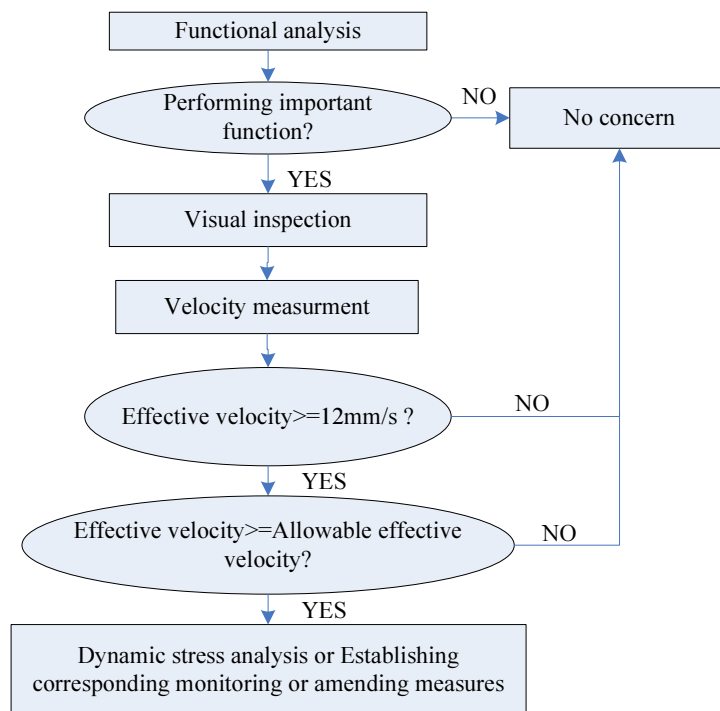 Functional analysis
Performing important
function?
NO
No concern
YES
Visual inspection
Velocity measurment
Effective velocity>=12mm/s ?
NO
YES
Effective velocity>=Allowable effective
velocity?
NO
YES
Dynamic stress analysis or Establishing
corresponding monitoring or amending measures